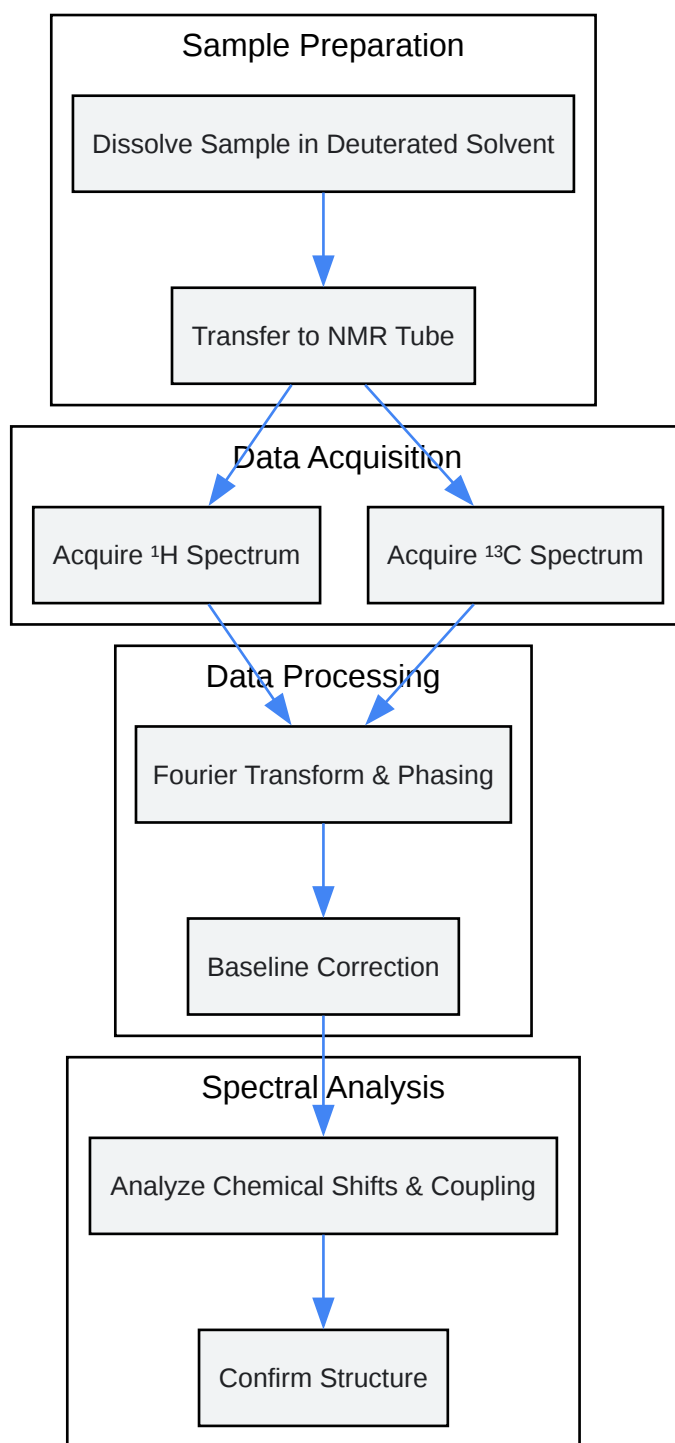 Sample Preparation
Dissolve Sample in Deuterated Solvent
Transfer to NMR Tube
Data Acquisition
Acquire ¹H Spectrum
Acquire ¹³C Spectrum
Data Processing
Fourier Transform & Phasing
Baseline Correction
Spectral Analysis
Analyze Chemical Shifts & Coupling
Confirm Structure